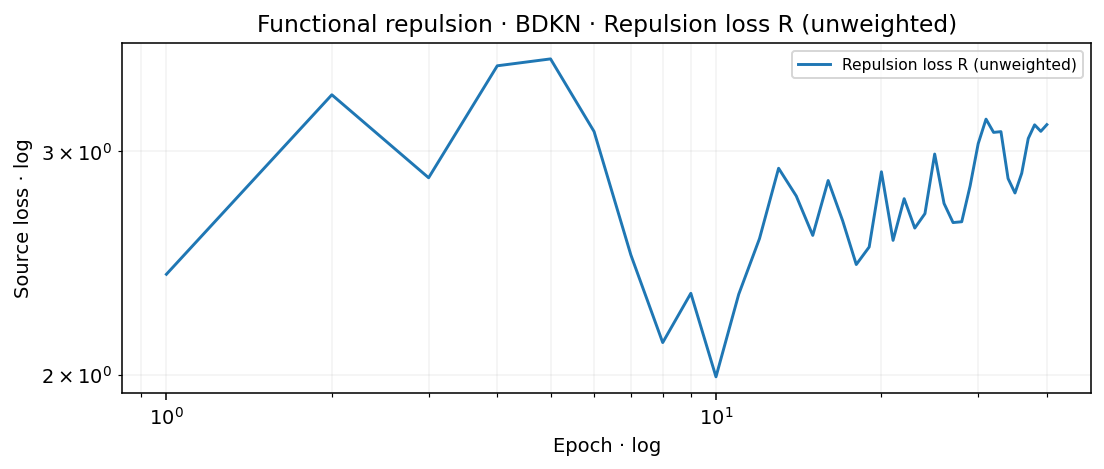 Functional repulsion · BDKN · Repulsion loss R (unweighted)
Repulsion loss R (unweighted)
Source loss · log
3 × 10⁰
2 × 10⁰
10⁰
10¹
Epoch · log